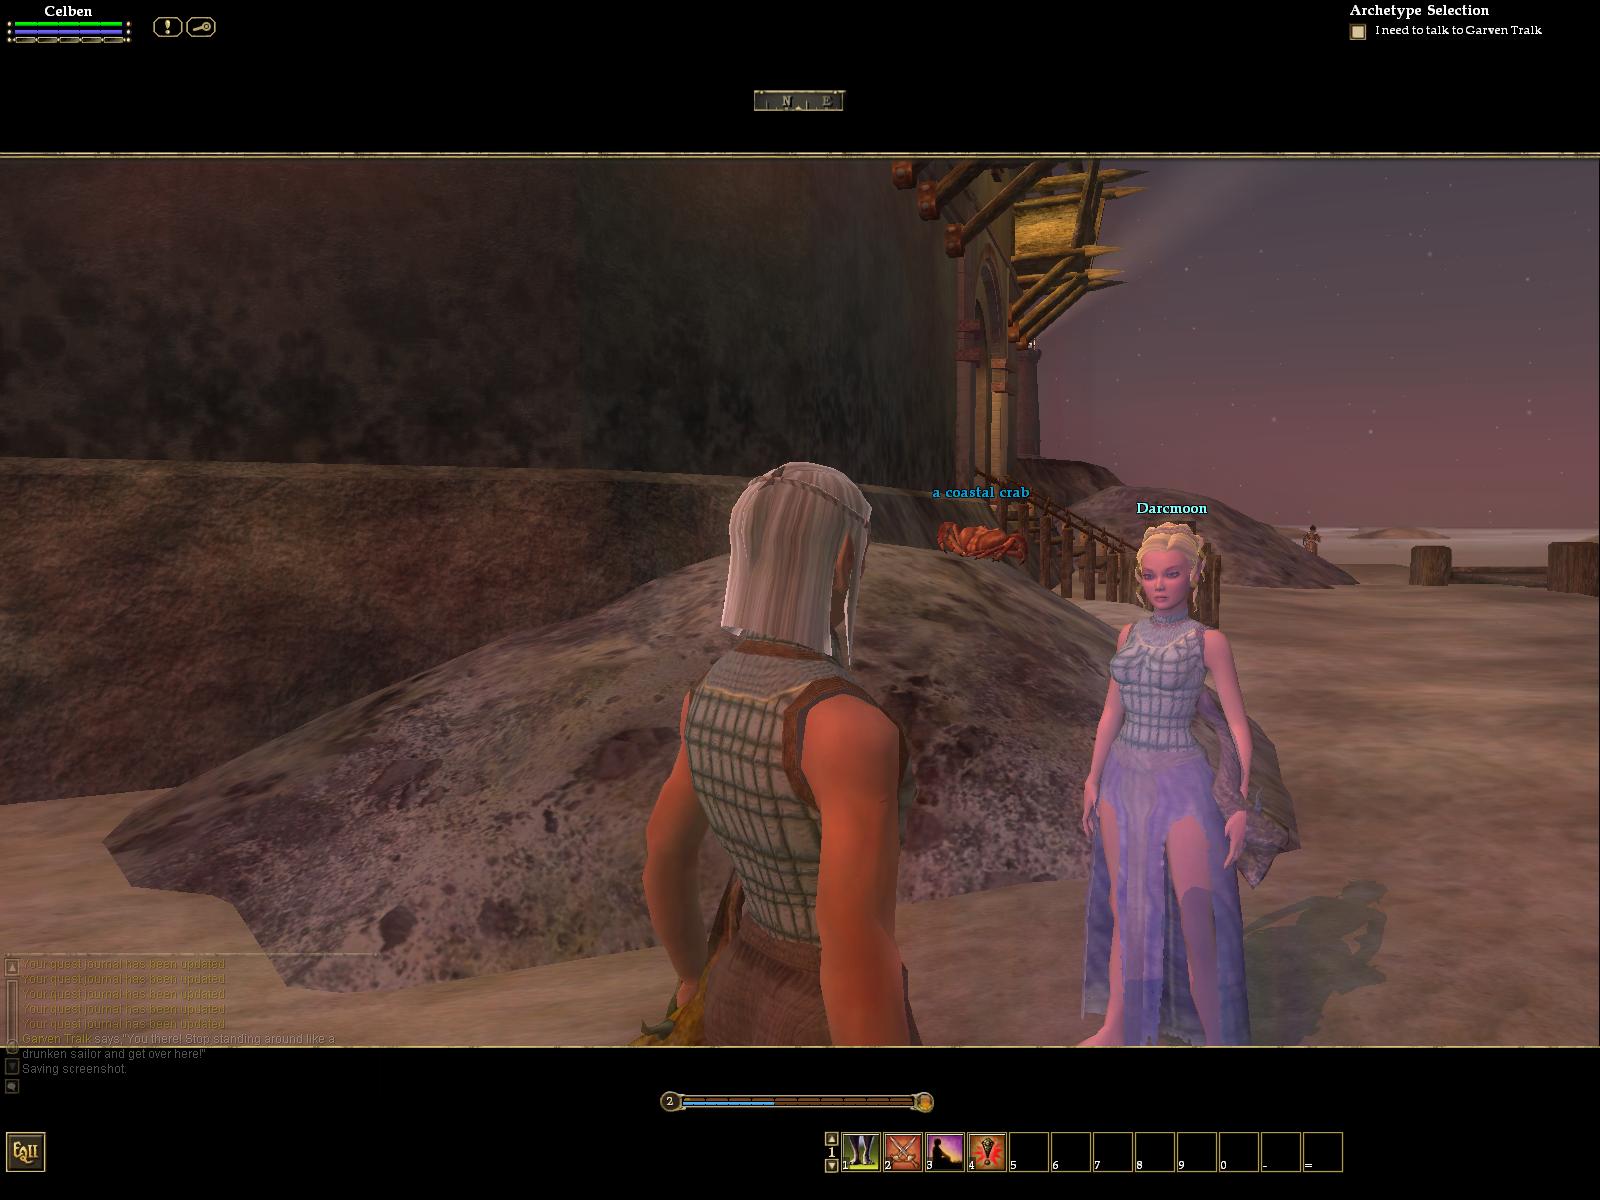 Celben
Archetype Selection
I need to talk to Garven Tralk
N E
a coastal crab
Darcmoon
Your quest journal has been updated
Your quest journal has been updated
Your quest journal has been updated
Your quest journal has been updated
Your quest journal has been updated
Garven Tralk says,"You there! Stop standing around like a
drunken sailor and get over here!"
Saving screenshot.
2
EQII
1
1 2 3 4 5 6 7 8 9 0 - =